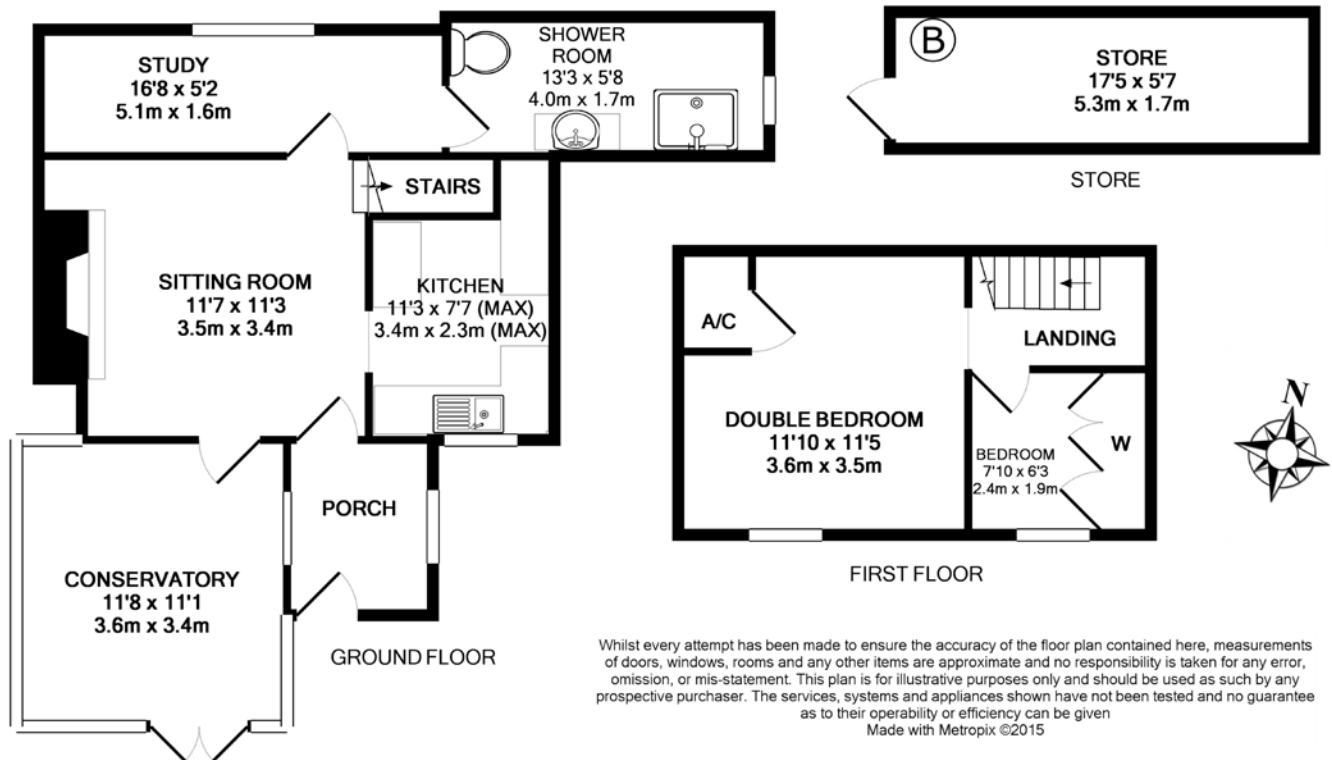 STUDY
16'8 x 5'2
5.1m x 1.6m
SHOWER
ROOM
13'3 x 5'8
4.0m x 1.7m
B
STORE
17'5 x 5'7
5.3m x 1.7m
STORE
STAIRS
SITTING ROOM
11'7 x 11'3
3.5m x 3.4m
KITCHEN
11'3 x 7'7 (MAX)
3.4m x 2.3m (MAX)
PORCH
CONSERVATORY
11'8 x 11'1
3.6m x 3.4m
GROUND FLOOR
A/C
LANDING
DOUBLE BEDROOM
11'10 x 11'5
3.6m x 3.5m
BEDROOM
7'10 x 6'3
2.4m x 1.9m
W
FIRST FLOOR
N
Whilst every attempt has been made to ensure the accuracy of the floor plan contained here, measurements
of doors, windows, rooms and any other items are approximate and no responsibility is taken for any error,
omission, or mis-statement. This plan is for illustrative purposes only and should be used as such by any
prospective purchaser. The services, systems and appliances shown have not been tested and no guarantee
as to their operability or efficiency can be given
Made with Metropix ©2015